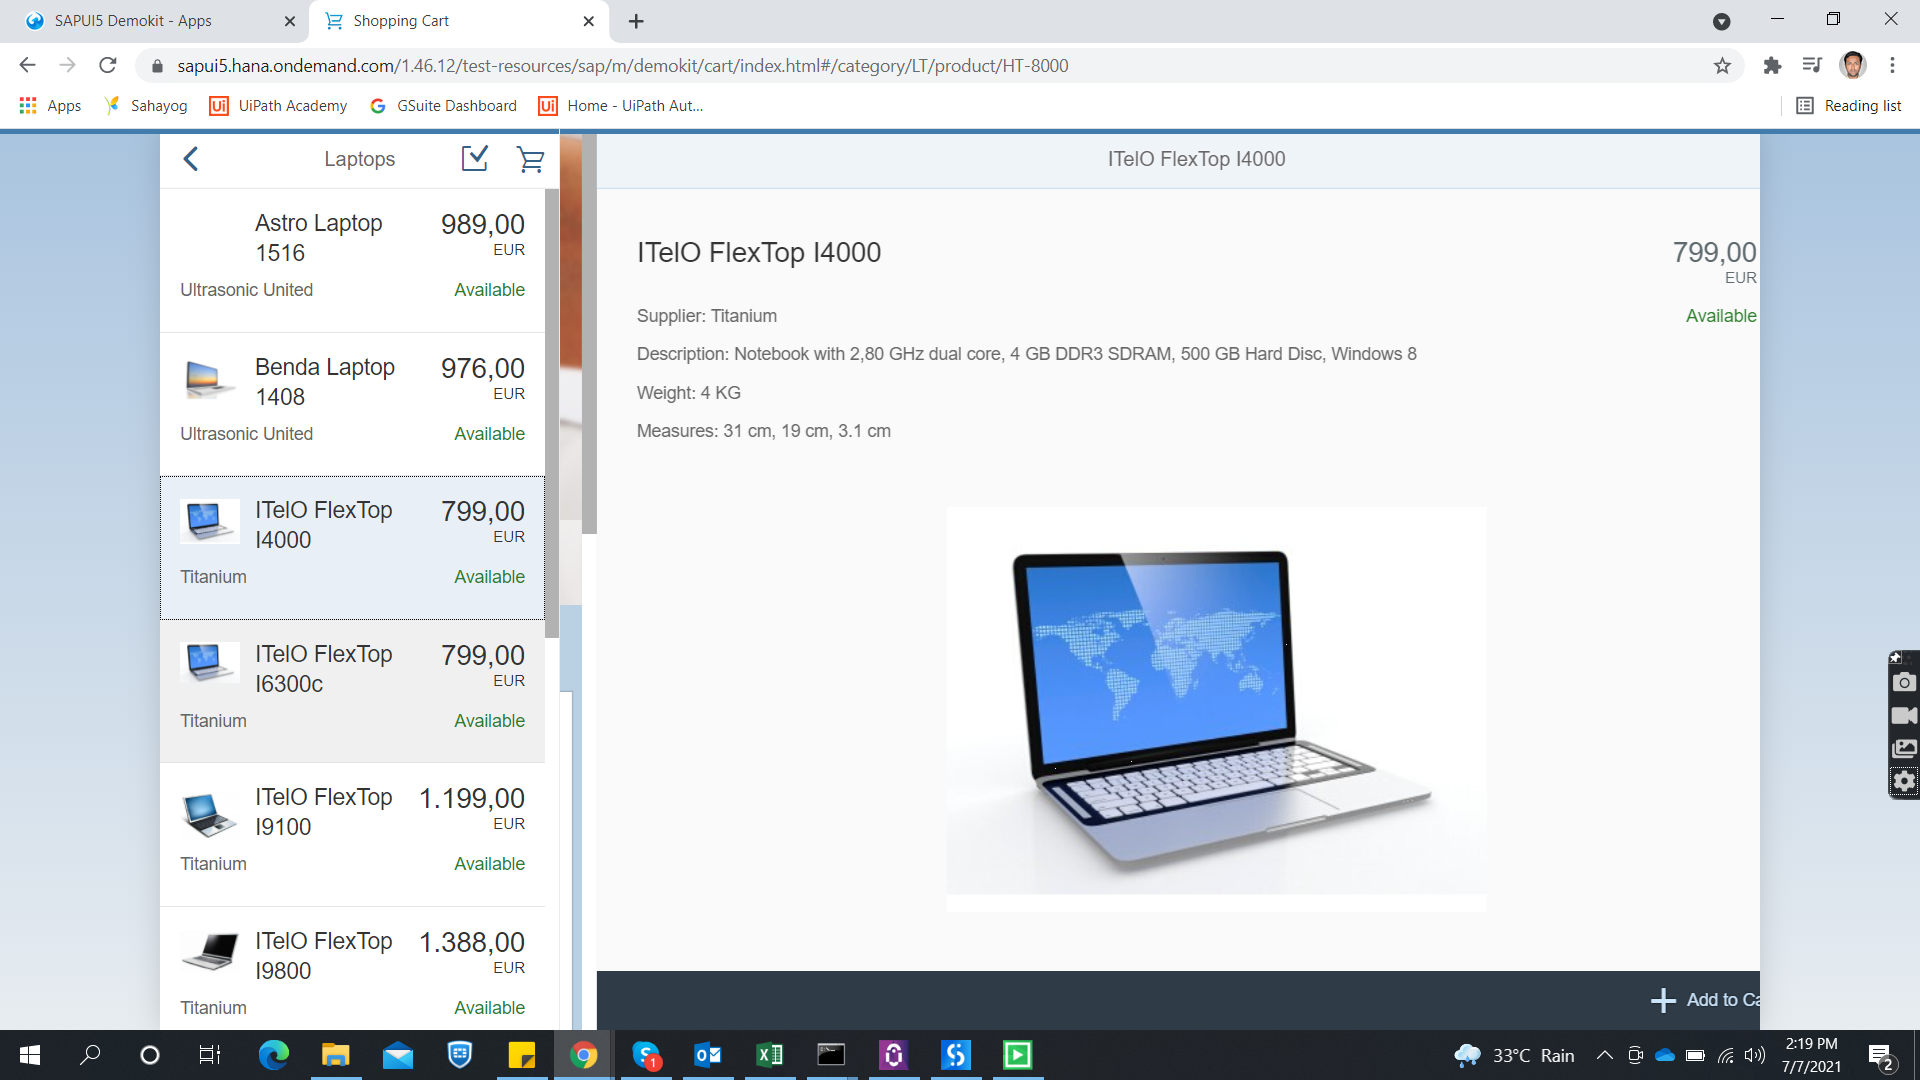 SAPUI5 Demokit - Apps
Shopping Cart
sapui5.hana.ondemand.com/1.46.12/test-resources/sap/m/demokit/cart/index.html#/category/LT/product/HT-8000
Apps
Sahayog
UiPath Academy
GSuite Dashboard
Home - UiPath Aut...
Reading list
Laptops
ITelO FlexTop I4000
Astro Laptop 989,00
1516 EUR
Ultrasonic United Available
Benda Laptop 976,00
1408 EUR
Ultrasonic United Available
ITelO FlexTop 799,00
I4000 EUR
Titanium Available
ITelO FlexTop 799,00
I6300c EUR
Titanium Available
ITelO FlexTop 1.199,00
I9100 EUR
Titanium Available
ITelO FlexTop 1.388,00
I9800 EUR
Titanium Available
ITelO FlexTop I4000 799,00
EUR
Supplier: Titanium Available
Description: Notebook with 2,80 GHz dual core, 4 GB DDR3 SDRAM, 500 GB Hard Disc, Windows 8
Weight: 4 KG
Measures: 31 cm, 19 cm, 3.1 cm
Add to Ca
1
33°C Rain
2:19 PM
7/7/2021
2